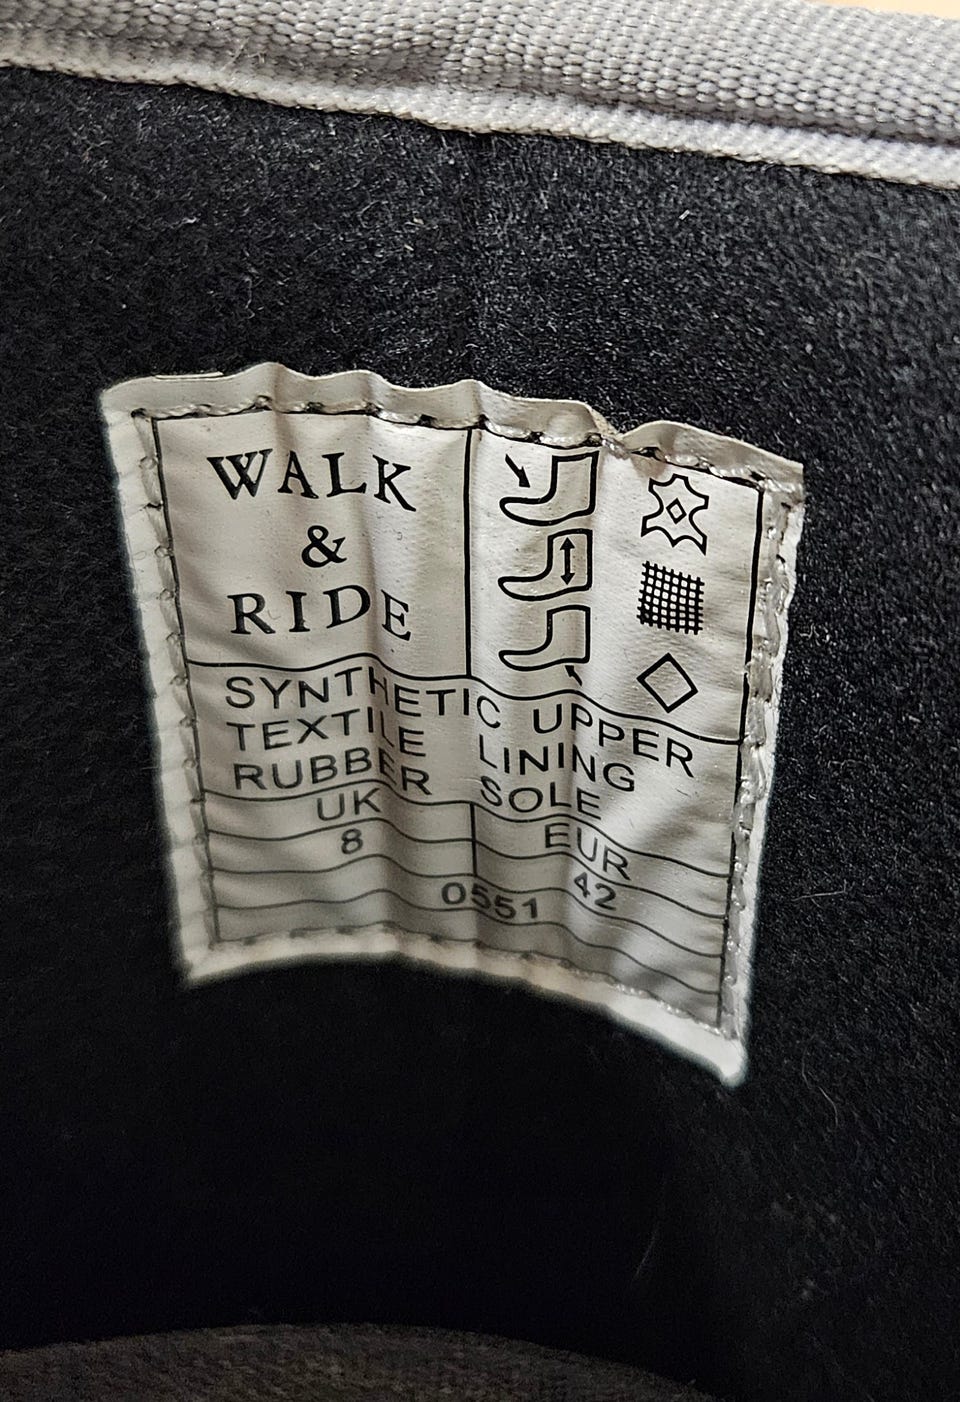 WALK
&
RIDE
SYNTHETIC UPPER
TEXTILE LINING
RUBBER SOLE
UK EUR
8 42
0551